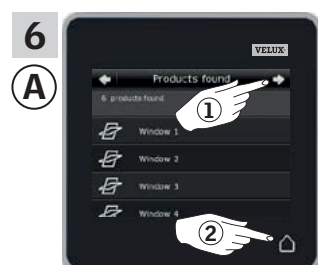 6
A
VELUX
Products found
6 products found
1
Window 1
Window 2
Window 3
Window 4
2